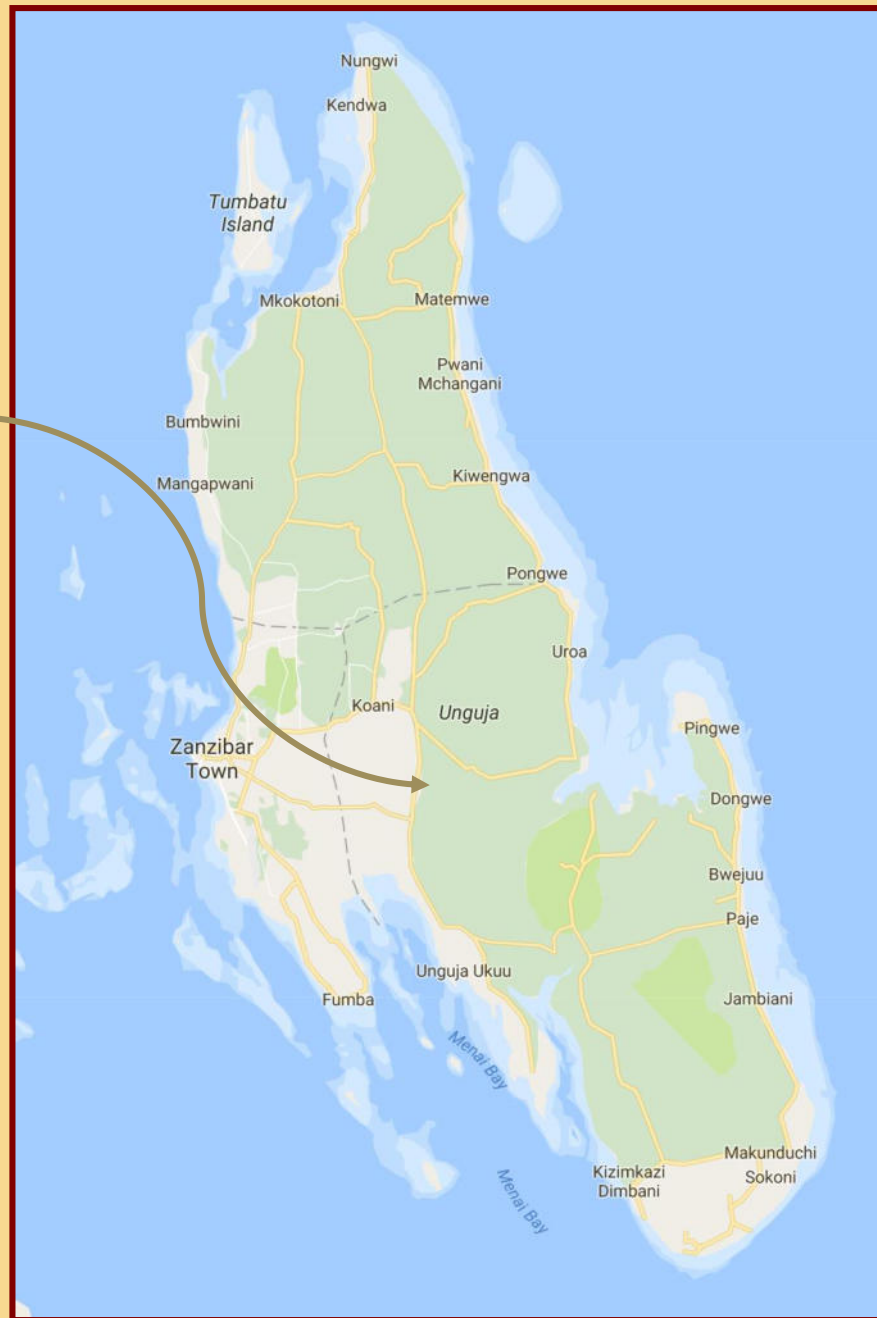 Nungwi
Kendwa
Tumbatu
Island
Mkokotoni
Matemwe
Pwani
Mchangani
Bumbwini
Kiwengwa
Mangapwani
Pongwe
Uroa
Koani
Unguja
Pingwe
Zanzibar
Town
Dongwe
Bwejuu
Paje
Unguja Ukuu
Fumba
Jambiani
Menai Bay
Makunduchi
Sokoni
Kizimkazi
Dimbani
Menai Bay